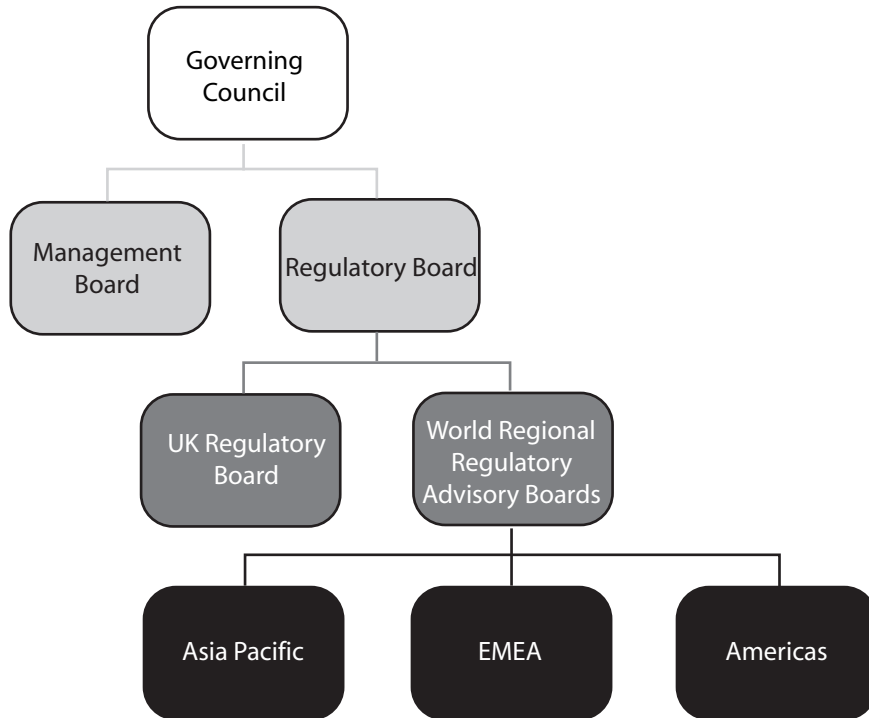 Governing
Council
Management
Board
Regulatory Board
UK Regulatory
Board
World Regional
Regulatory
Advisory Boards
Asia Pacific
EMEA
Americas